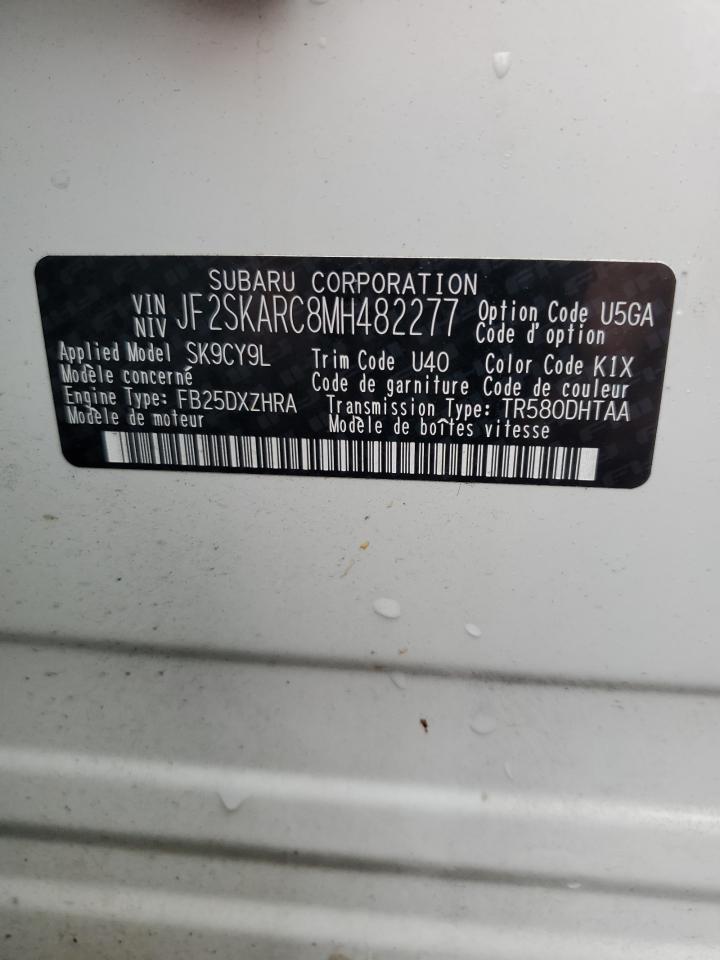 SUBARU CORPORATION
VIN NIV JF2SKARC8MH482277 Option Code U5GA
Code d'option
Applied Model SK9CY9L Trim Code U40 Color Code K1X
Modèle concerné Code de garniture Code de couleur
Engine Type: FB25DXZHRA Transmission Type: TR580DHTAA
Modèle de moteur Modèle de boîtes vitesse